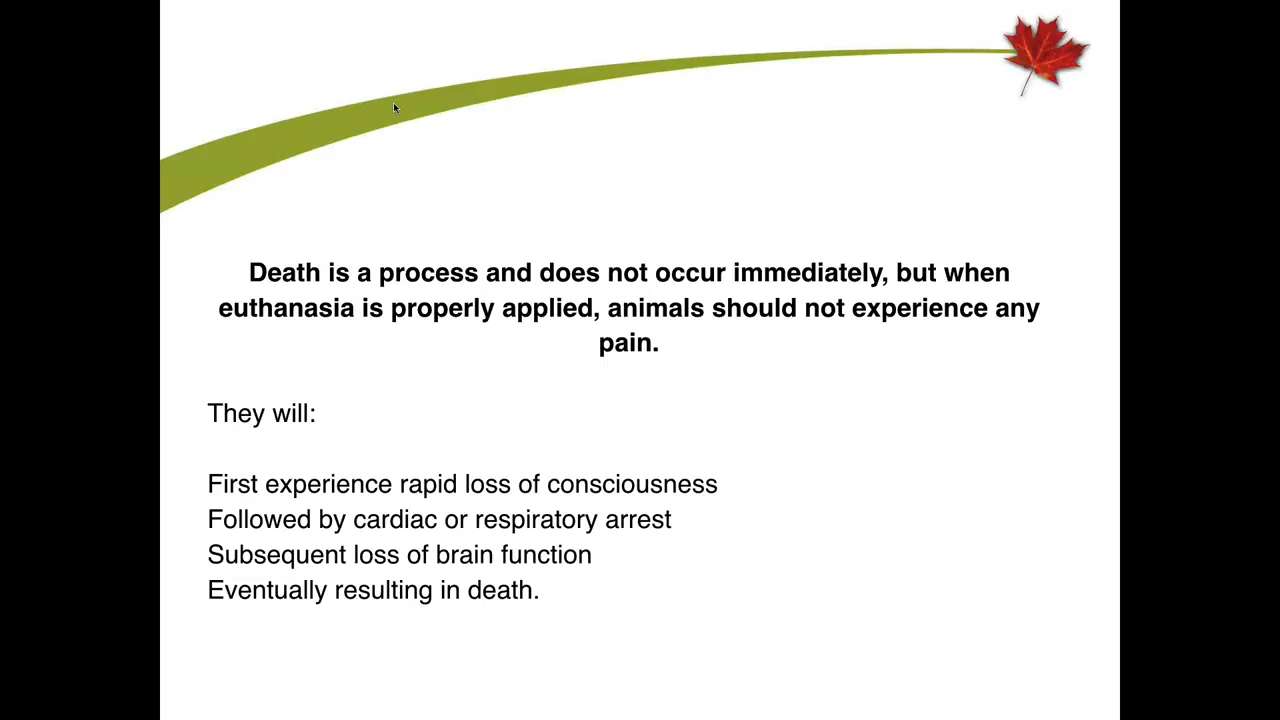 Death is a process and does not occur immediately, but when
euthanasia is properly applied, animals should not experience any
pain.
They will:
First experience rapid loss of consciousness
Followed by cardiac or respiratory arrest
Subsequent loss of brain function
Eventually resulting in death.